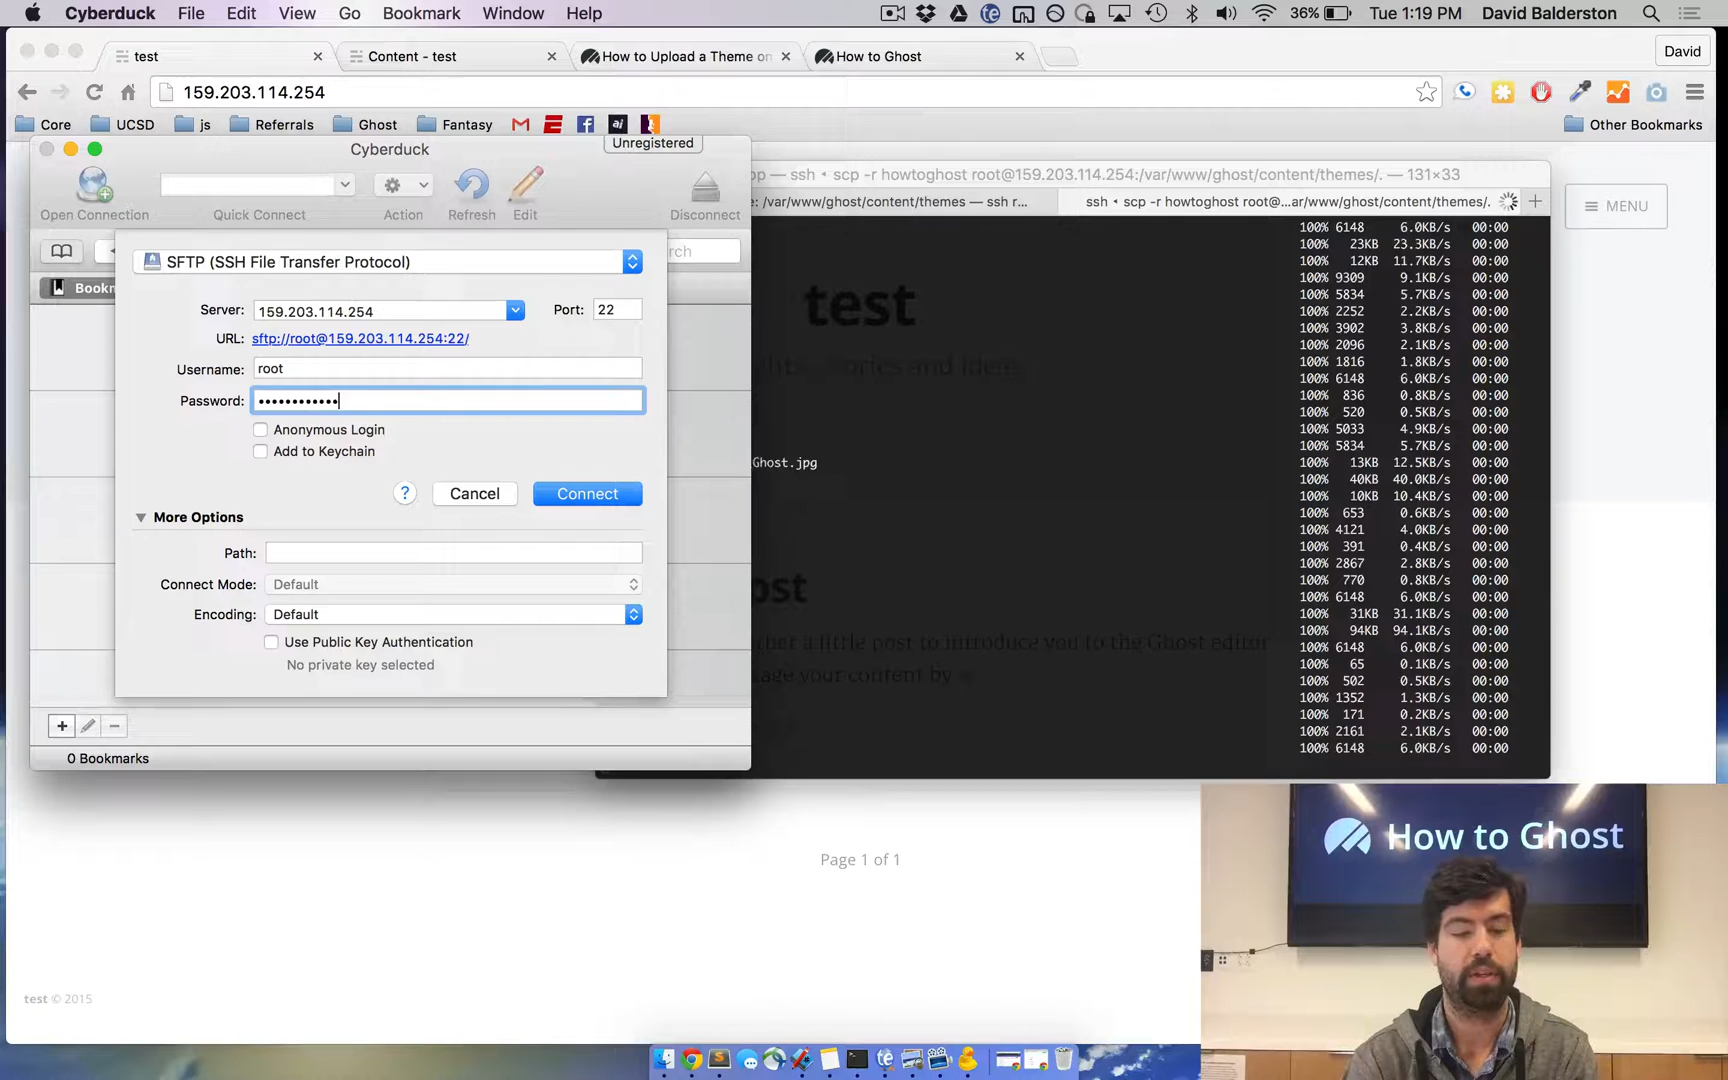 Cyberduck File Edit View Go Bookmark Window Help 36% Tue 1:19 PM David Balderston
test Content - test How to Upload a Theme on How to Ghost David
159.203.114.254
Core UCSD js Referrals Ghost Fantasy Other Bookmarks
Cyberduck Unregistered
Open Connection Quick Connect Action Refresh Edit Disconnect
— ssh • scp -r howtoghost root@159.203.114.254:/var/www/ghost/content/themes/. — 131×33
: /var/www/ghost/content/themes — ssh r... ssh • scp -r howtoghost root@...ar/www/ghost/content/themes/.
MENU
SFTP (SSH File Transfer Protocol)
Server: 159.203.114.254 Port: 22
URL: sftp://root@159.203.114.254:22/
Username: root
Password: ••••••••••••
Anonymous Login
Add to Keychain
? Cancel Connect
More Options
Path:
Connect Mode: Default
Encoding: Default
Use Public Key Authentication
No private key selected
0 Bookmarks
test
stories and ideas
Ghost.jpg
a little post to introduce you to the Ghost editor
your content by
100% 6148 6.0KB/s 00:00
100% 23KB 23.3KB/s 00:00
100% 12KB 11.7KB/s 00:00
100% 9309 9.1KB/s 00:00
100% 5834 5.7KB/s 00:00
100% 2252 2.2KB/s 00:00
100% 3902 3.8KB/s 00:00
100% 2096 2.1KB/s 00:00
100% 1816 1.8KB/s 00:00
100% 6148 6.0KB/s 00:00
100% 836 0.8KB/s 00:00
100% 520 0.5KB/s 00:00
100% 5033 4.9KB/s 00:00
100% 5834 5.7KB/s 00:00
100% 13KB 12.5KB/s 00:00
100% 40KB 40.0KB/s 00:00
100% 10KB 10.4KB/s 00:00
100% 653 0.6KB/s 00:00
100% 4121 4.0KB/s 00:00
100% 391 0.4KB/s 00:00
100% 2867 2.8KB/s 00:00
100% 770 0.8KB/s 00:00
100% 6148 6.0KB/s 00:00
100% 31KB 31.1KB/s 00:00
100% 94KB 94.1KB/s 00:00
100% 6148 6.0KB/s 00:00
100% 65 0.1KB/s 00:00
100% 502 0.5KB/s 00:00
100% 1352 1.3KB/s 00:00
100% 171 0.2KB/s 00:00
100% 2161 2.1KB/s 00:00
100% 6148 6.0KB/s 00:00
Page 1 of 1
test © 2015
How to Ghost